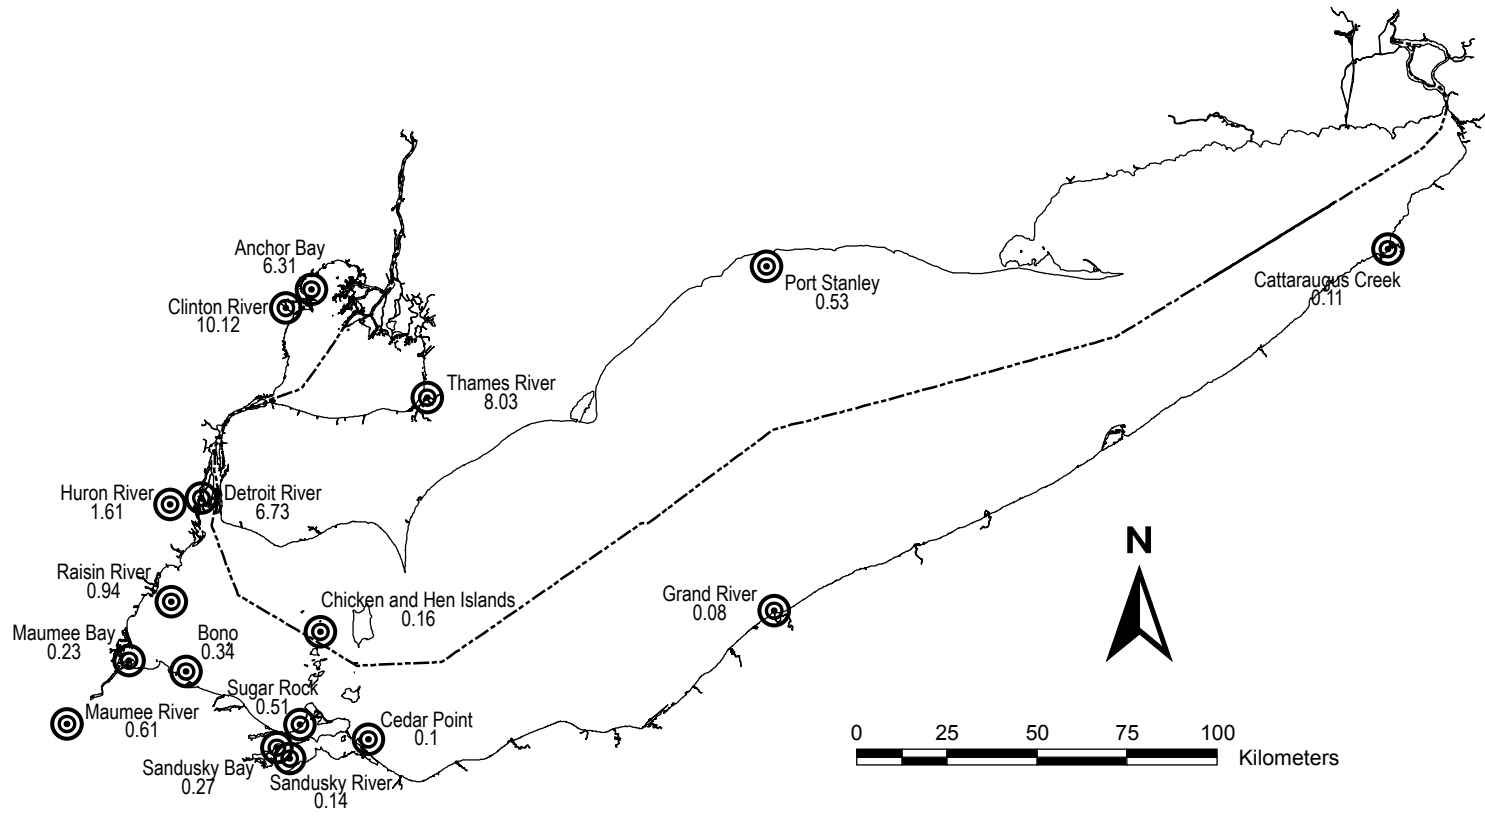 Anchor Bay
6.31
Clinton River
10.12
Port Stanley
0.53
Cattaraugus Creek
0.11
Thames River
8.03
Huron River
1.61
Detroit River
6.73
Raisin River
0.94
Chicken and Hen Islands
0.16
Grand River
0.08
N
Maumee Bay
0.23
Bono
0.34
Sugar Rock
0.51
Maumee River
0.61
Cedar Point
0.1
Sandusky Bay
0.27
Sandusky River
0.14
0 25 50 75 100
Kilometers